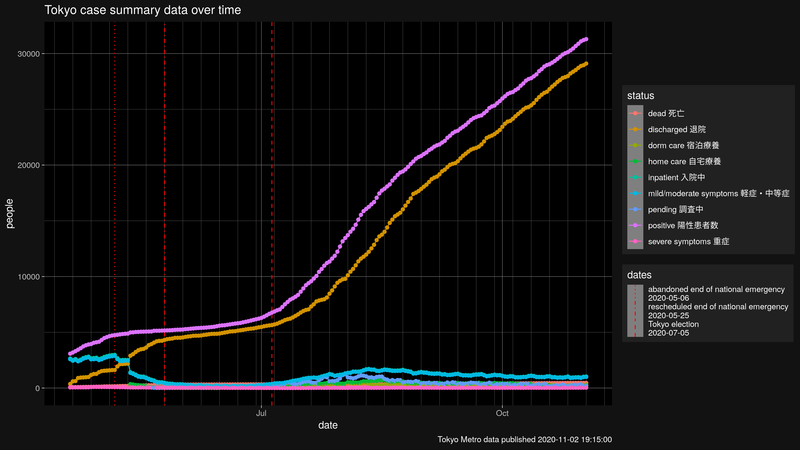 Tokyo case summary data over time
30000
20000
10000
0
people
Jul
Oct
date
status
dead 死亡
discharged 退院
dorm care 宿泊療養
home care 自宅療養
inpatient 入院中
mild/moderate symptoms 軽症・中等症
pending 調査中
positive 陽性患者数
severe symptoms 重症
dates
abandoned end of national emergency
2020-05-06
rescheduled end of national emergency
2020-05-25
Tokyo election
2020-07-05
Tokyo Metro data published 2020-11-02 19:15:00